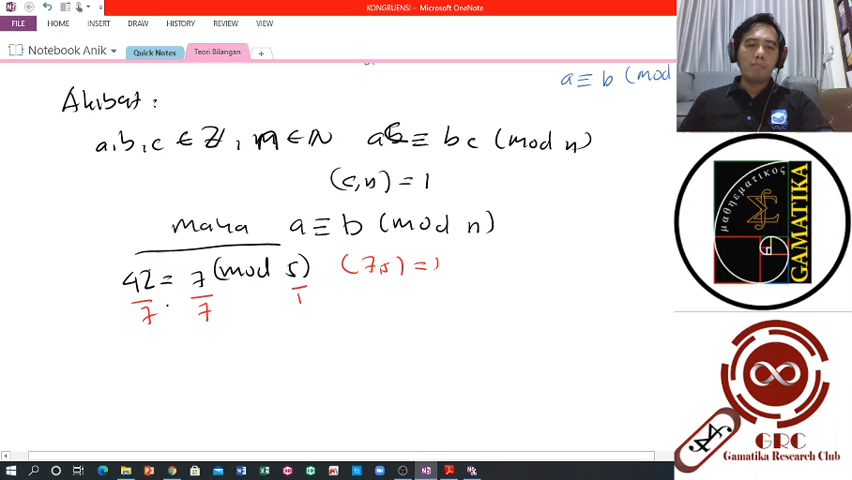 KONGRUENSI - Microsoft OneNote
FILE HOME INSERT DRAW HISTORY REVIEW VIEW
Notebook Anik Quick Notes Teori Bilangan +
a ≡ b (mod
Akibat :
a, b, c ∈ Z, n ∈ N ac ≡ bc (mod n)
(c, n) = 1
maka a ≡ b (mod n)
42 = 7 (mod 5) (7,5) = 1
7 7 1
μαθηεματικος
GAMATIKA
GRC
Gamatika Research Club